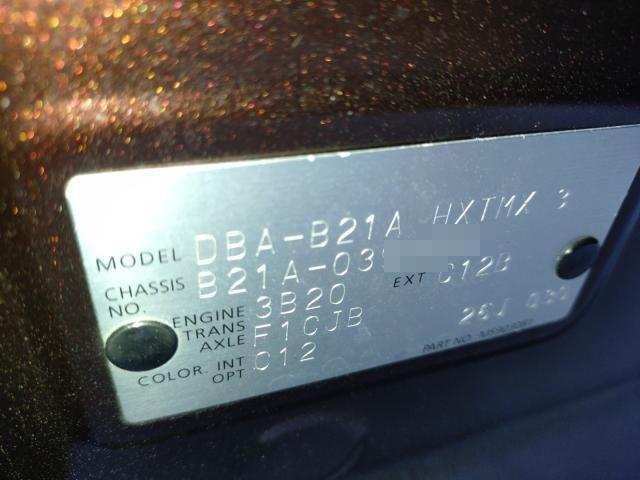 MODEL DBA-B21A HXTMX 3
CHASSIS NO. B21A-03
ENGINE 3B20 EXT C12B
TRANS AXLE F1CJB
COLOR. INT OPT C12
PART NO.